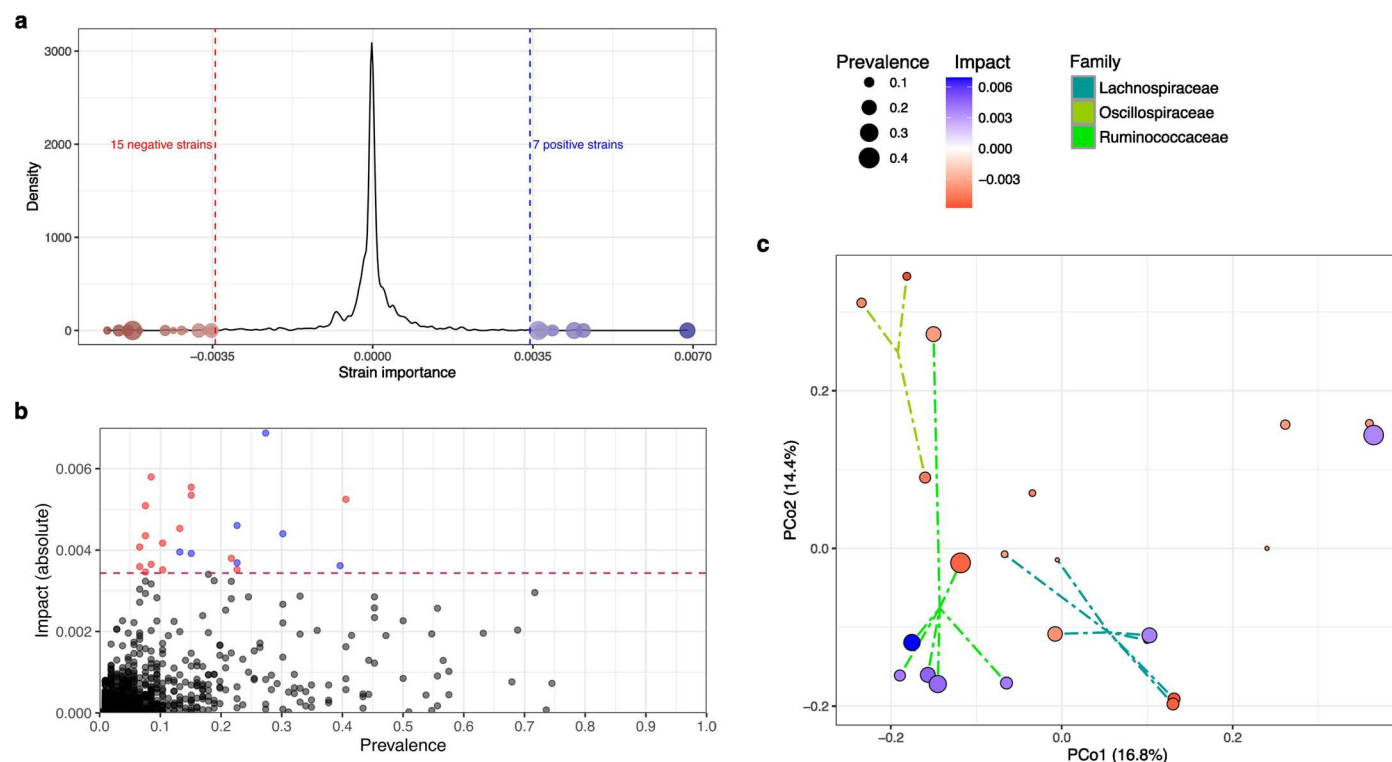 a
3000
2000
1000
0
Density
15 negative strains
7 positive strains
−0.0035
0.0000
0.0035
0.0070
Strain importance
Prevalence
0.1
0.2
0.3
0.4
Impact
0.006
0.003
0.000
−0.003
Family
Lachnospiraceae
Oscillospiraceae
Ruminococcaceae
b
0.006
0.004
0.002
0.000
Impact (absolute)
0.0
0.1
0.2
0.3
0.4
0.5
0.6
0.7
0.8
0.9
1.0
Prevalence
c
0.2
0.0
−0.2
PCo2 (14.4%)
−0.2
0.0
0.2
PCo1 (16.8%)